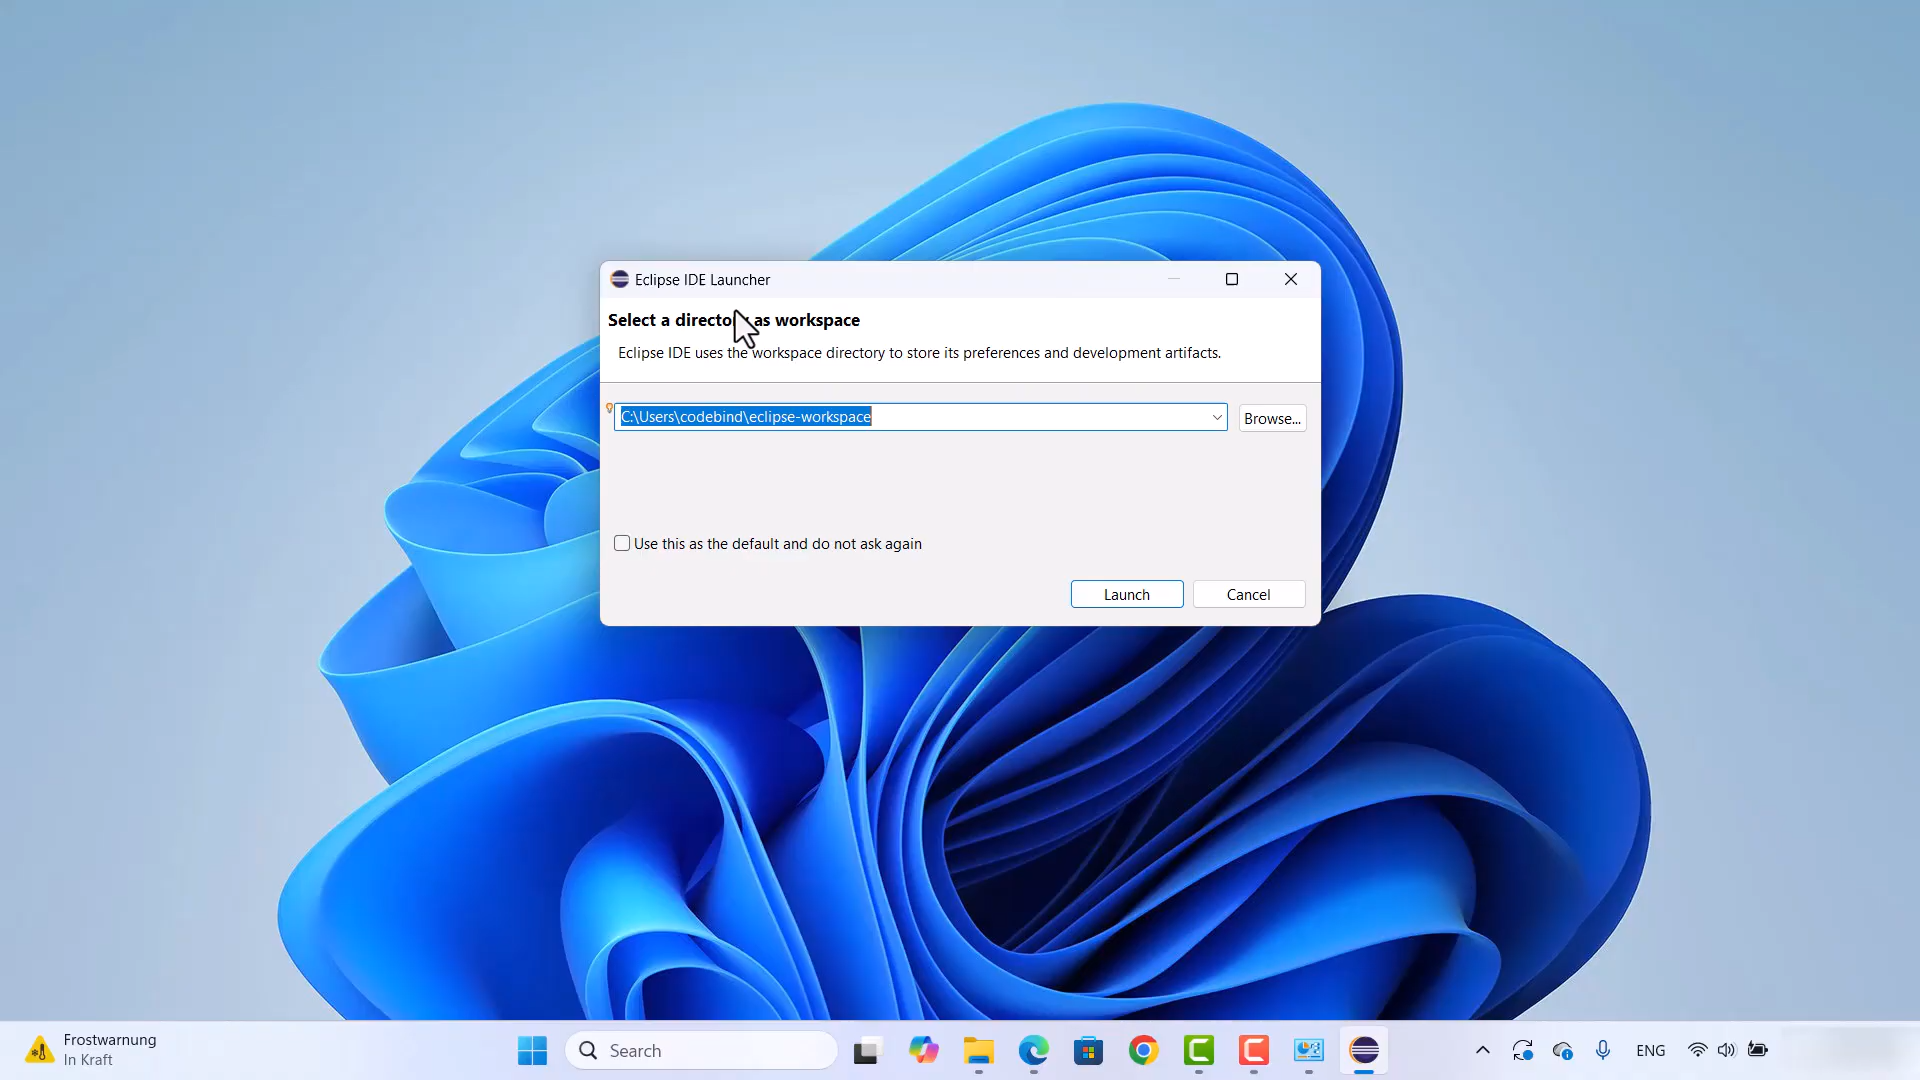 Eclipse IDE Launcher
Select a directory as workspace
Eclipse IDE uses the workspace directory to store its preferences and development artifacts.
C:\Users\codebind\eclipse-workspace
Browse...
Use this as the default and do not ask again
Launch
Cancel
Frostwarnung
In Kraft
Search
ENG